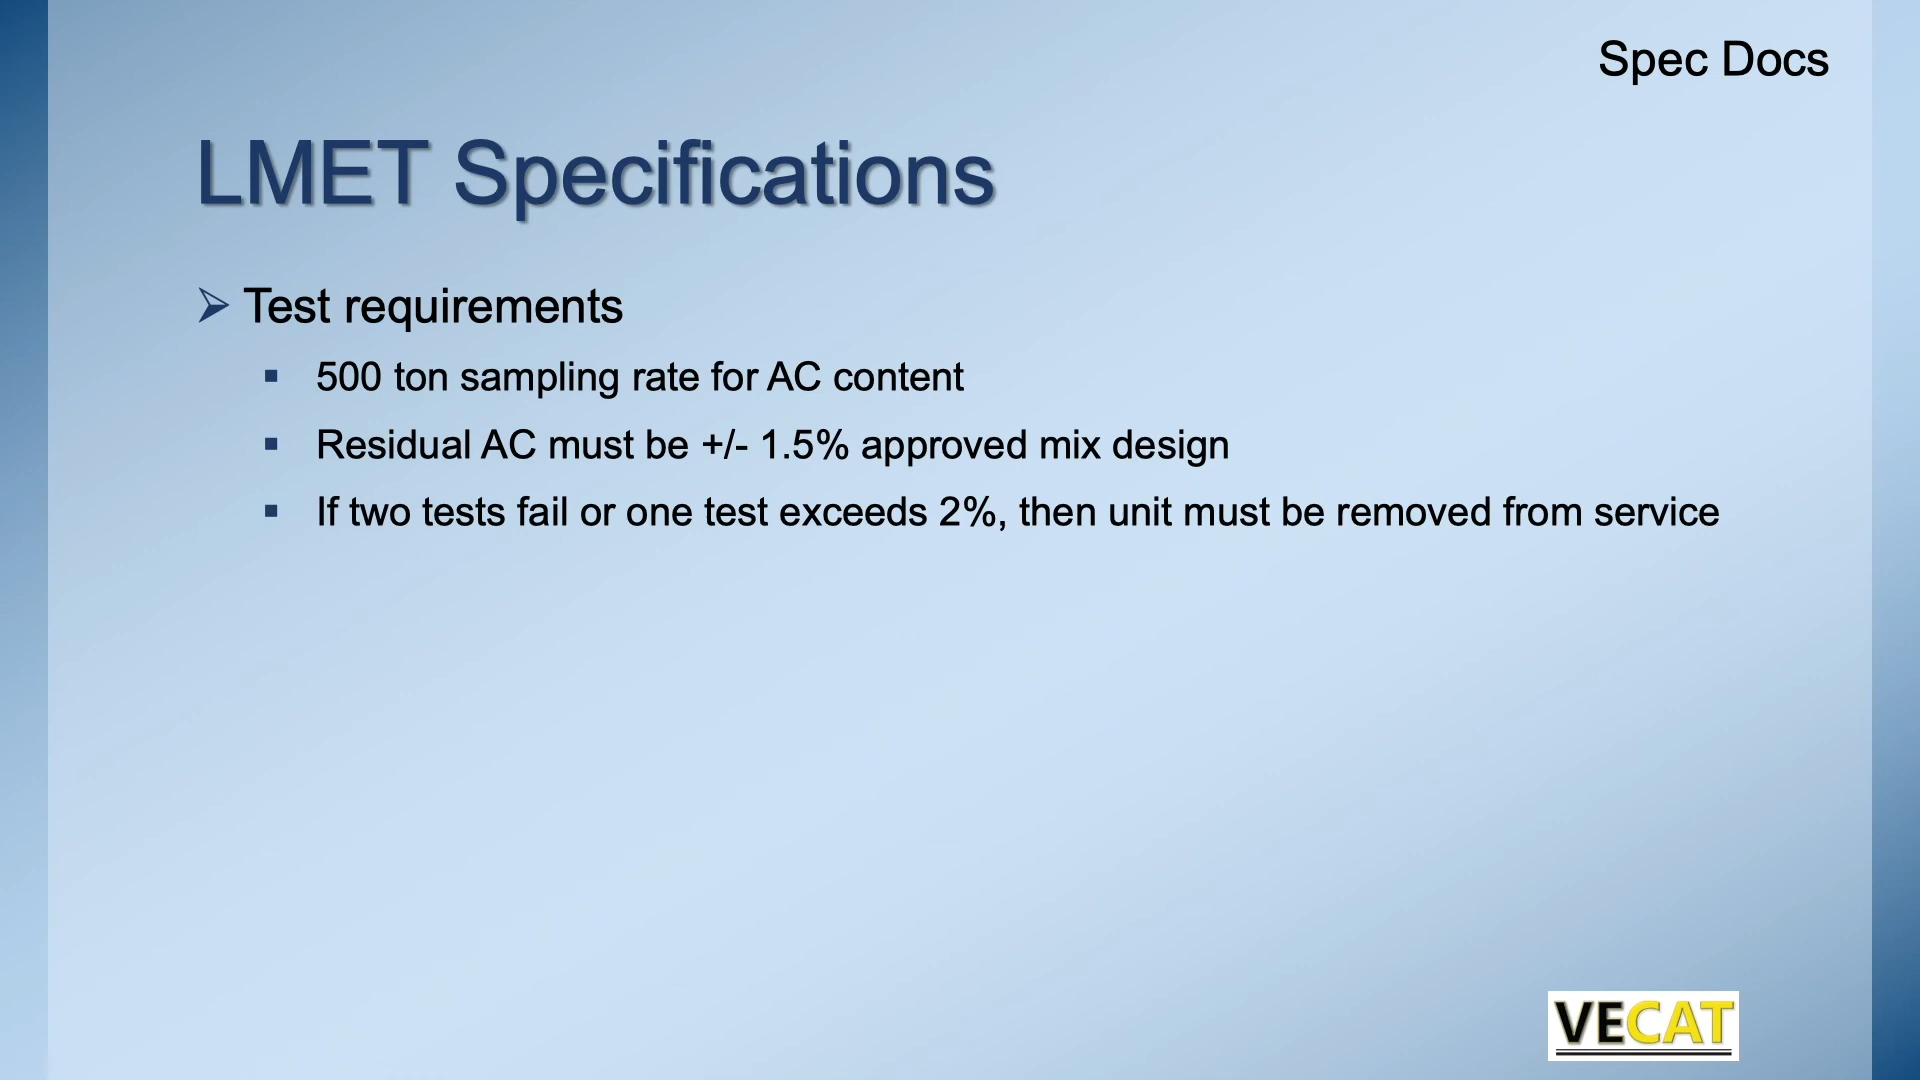 Spec Docs
LMET Specifications
Test requirements
500 ton sampling rate for AC content
Residual AC must be +/- 1.5% approved mix design
If two tests fail or one test exceeds 2%, then unit must be removed from service
VECAT